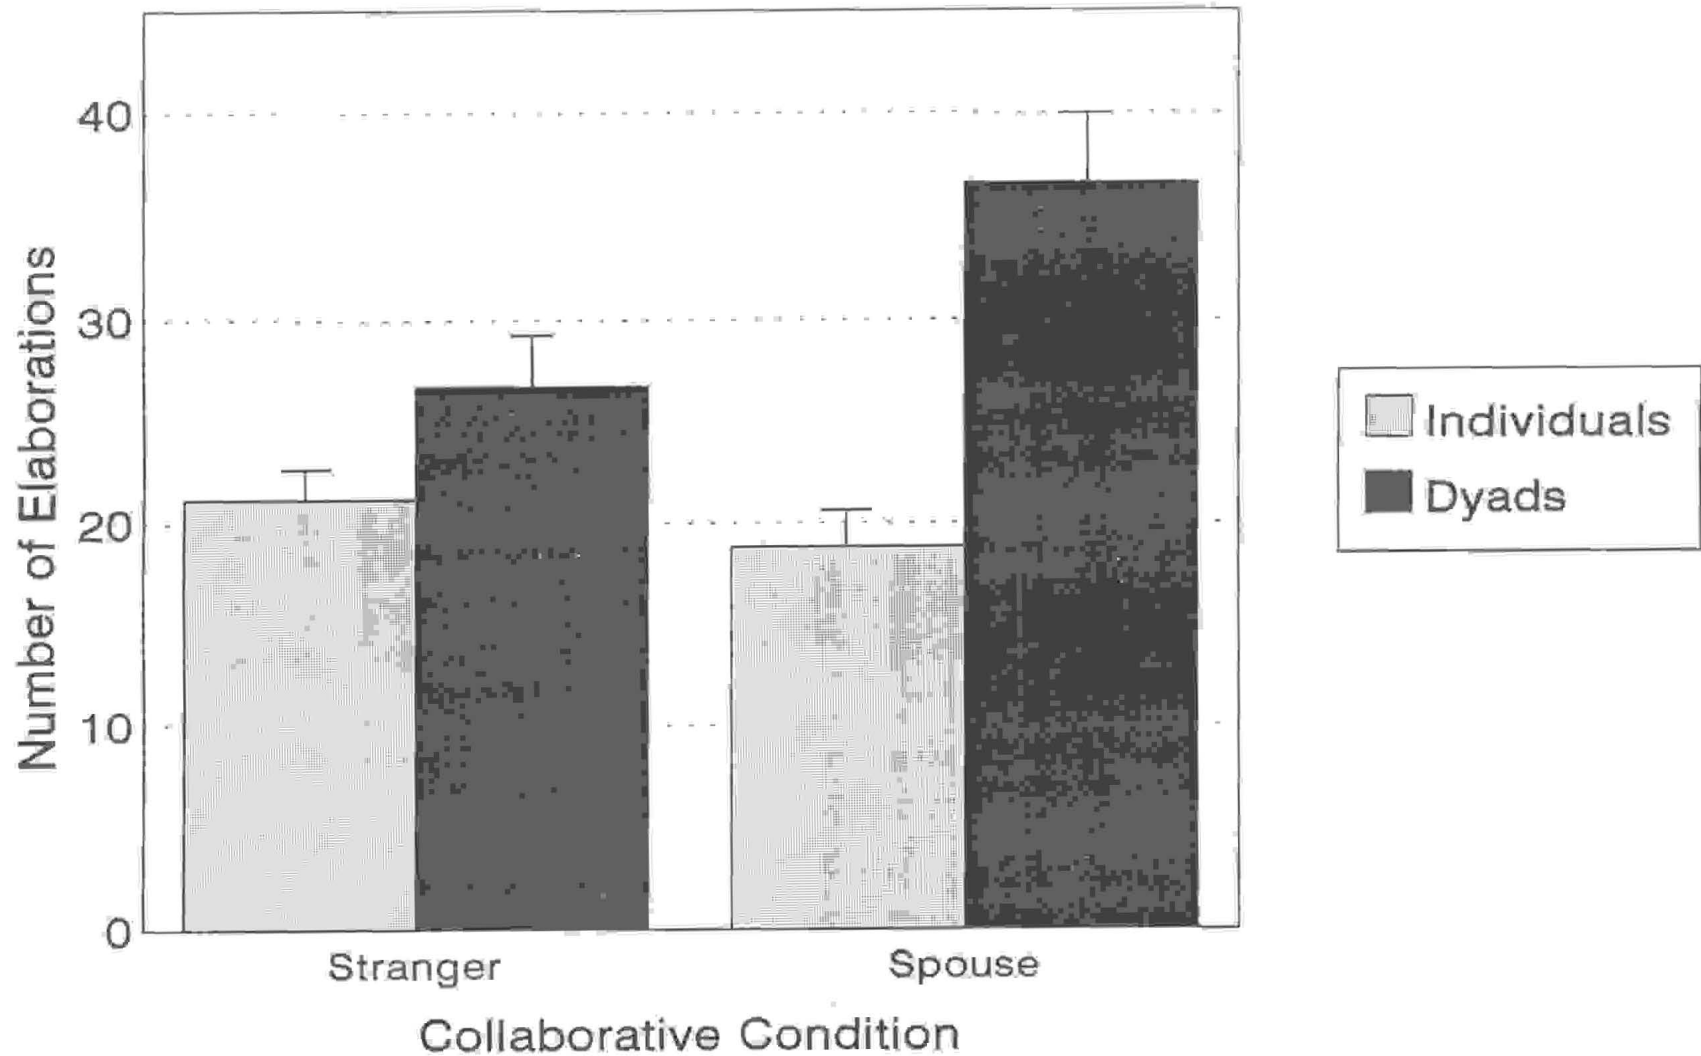 40
30
20
10
0
Number of Elaborations
Stranger
Spouse
Collaborative Condition
Individuals
Dyads